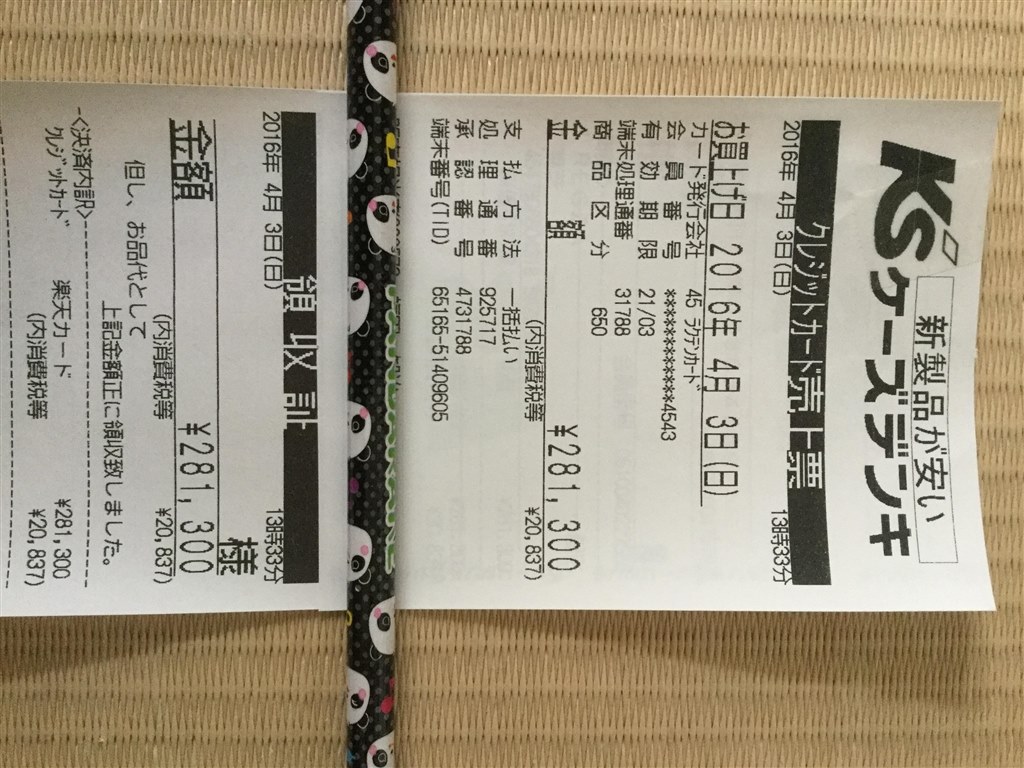 新製品が安い
K'sケーズデンキ
クレジットカード売上票
2016年 4月 3日(日) 13時33分
お買上げ日 2016年 4月 3日(日)
カード発行会社 45 ﾗｸﾃﾝｶｰﾄﾞ
会員番号 ************4543
有効期限 21/03
端末処理通番 31788
商品区分 650
金額 ¥281,300
(内消費税等 ¥20,837)
支払方法 一括払い
処理通番 925717
承認番号 4731788
端末番号(TID) 65165-51409605
領収証
2016年 4月 3日(日) 13時33分
様
金額 ¥281,300
(内消費税等 ¥20,837)
但し、お品代として
上記金額正に領収致しました。
<決済内訳>
クレジットカード 楽天カード ¥281,300
(内消費税等 ¥20,837)